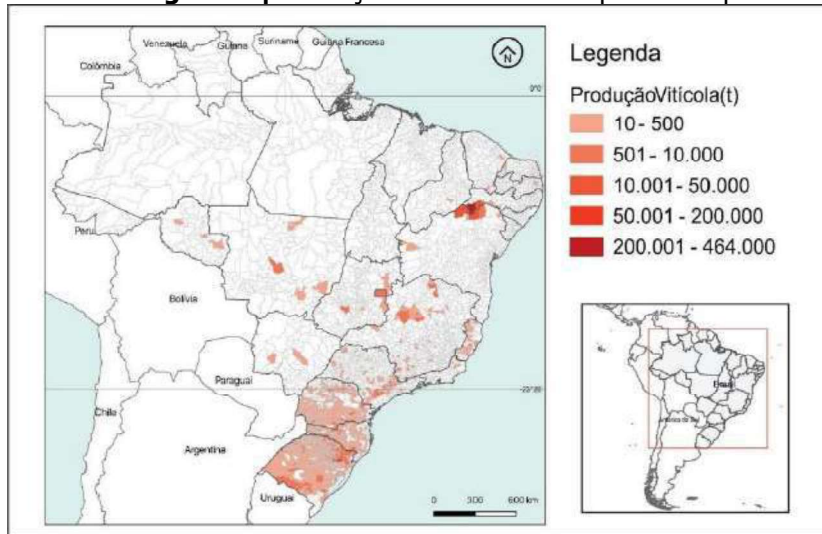 Venezuela
Guiana
Suriname
Guiana Francesa
Colômbia
N
0°0'
Peru
Bolívia
Paraguai
Chile
Argentina
Uruguai
0 300 600 km
Legenda
ProduçãoVitícola(t)
10 - 500
501 - 10.000
10.001 - 50.000
50.001 - 200.000
200.001 - 464.000
Brasil